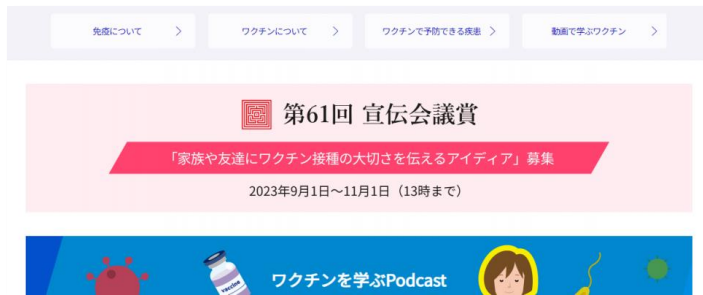 免疫について
ワクチンについて
ワクチンで予防できる疾患
動画で学ぶワクチン
第61回 宣伝会議賞
「家族や友達にワクチン接種の大切さを伝えるアイディア」募集
2023年9月1日～11月1日（13時まで）
ワクチンを学ぶPodcast
vaccine